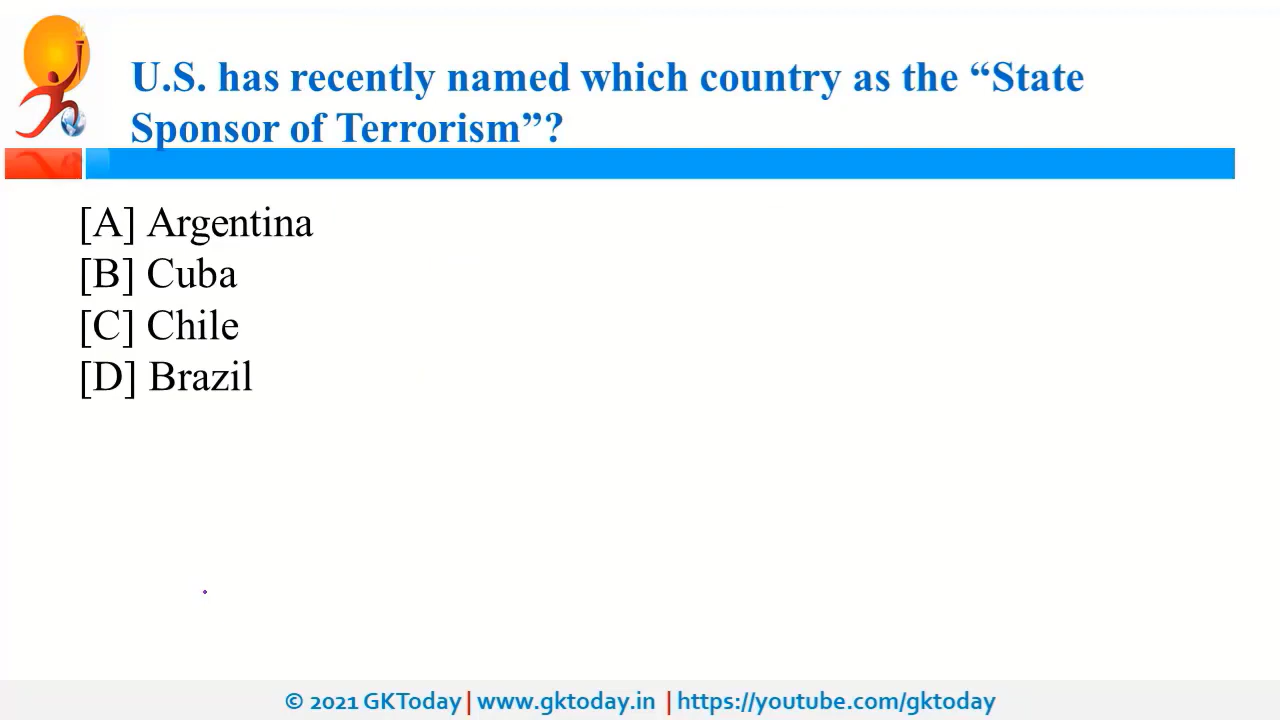 U.S. has recently named which country as the “State
Sponsor of Terrorism”?
[A] Argentina
[B] Cuba
[C] Chile
[D] Brazil
© 2021 GKToday | www.gktoday.in | https://youtube.com/gktoday